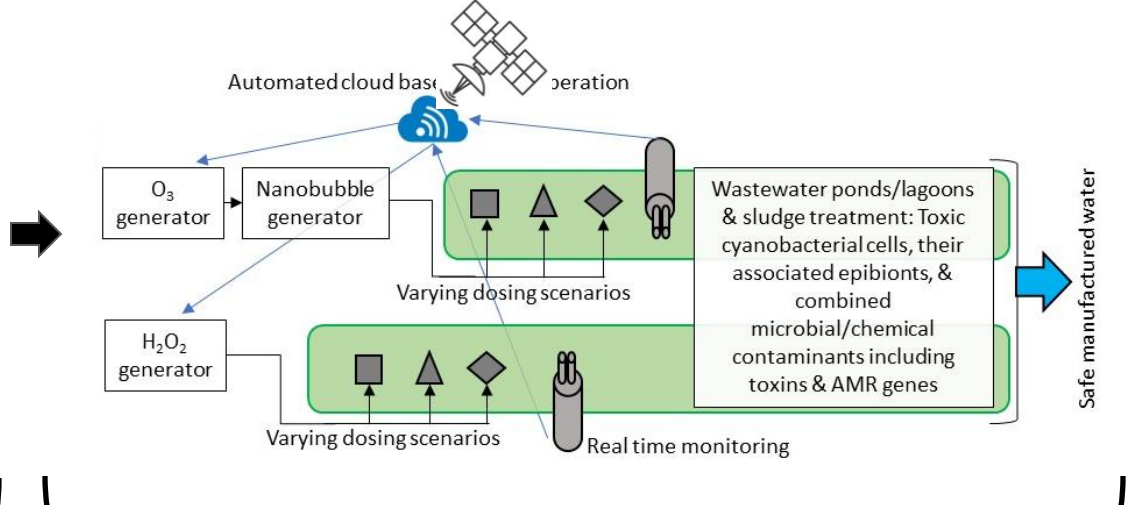 Automated cloud base peration
O₃
generator
Nanobubble
generator
Wastewater ponds/lagoons
& sludge treatment: Toxic
cyanobacterial cells, their
associated epibionts, &
combined
microbial/chemical
contaminants including
toxins & AMR genes
Varying dosing scenarios
H₂O₂
generator
Varying dosing scenarios
Real time monitoring
Safe manufactured water